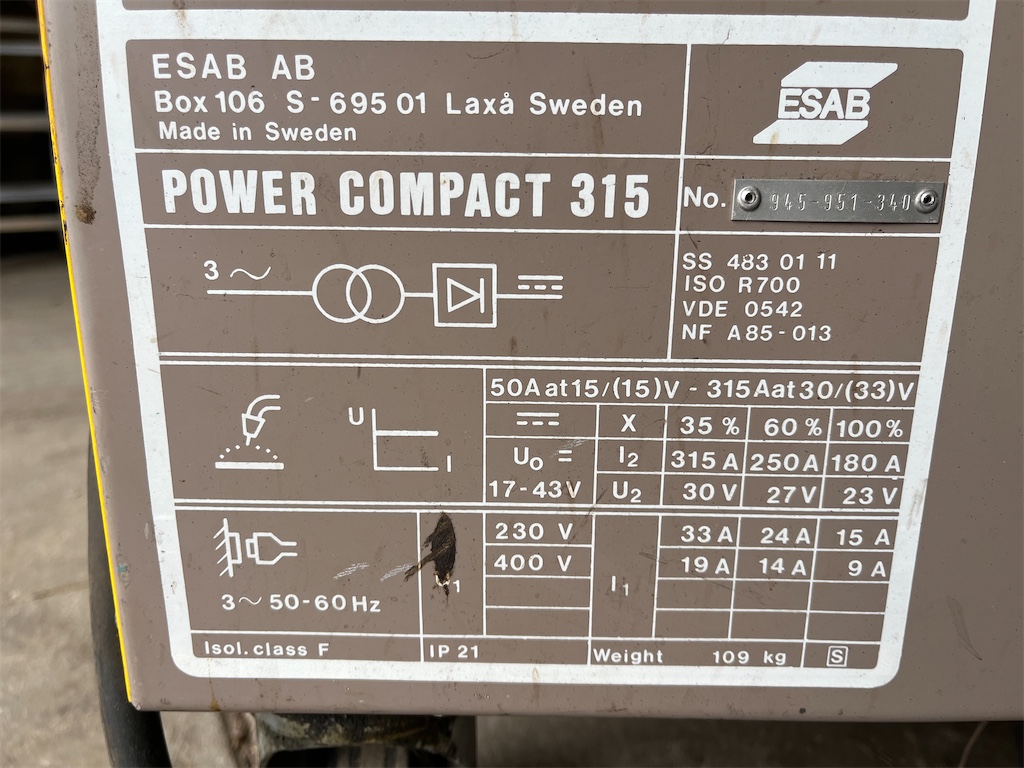 ESAB AB
Box 106 S-695 01 Laxå Sweden
Made in Sweden
ESAB
POWER COMPACT 315
No. 945-951-340
3 ~
SS 483 01 11
ISO R700
VDE 0542
NF A85-013
50A at 15/(15)V - 315A at 30/(33)V
U
I
X 35% 60% 100%
U₀ = I₂ 315 A 250 A 180 A
17-43V U₂ 30 V 27 V 23 V
230 V 33 A 24 A 15 A
400 V 19 A 14 A 9 A
I₁
3~ 50-60 Hz
Isol. class F IP 21 Weight 109 kg S